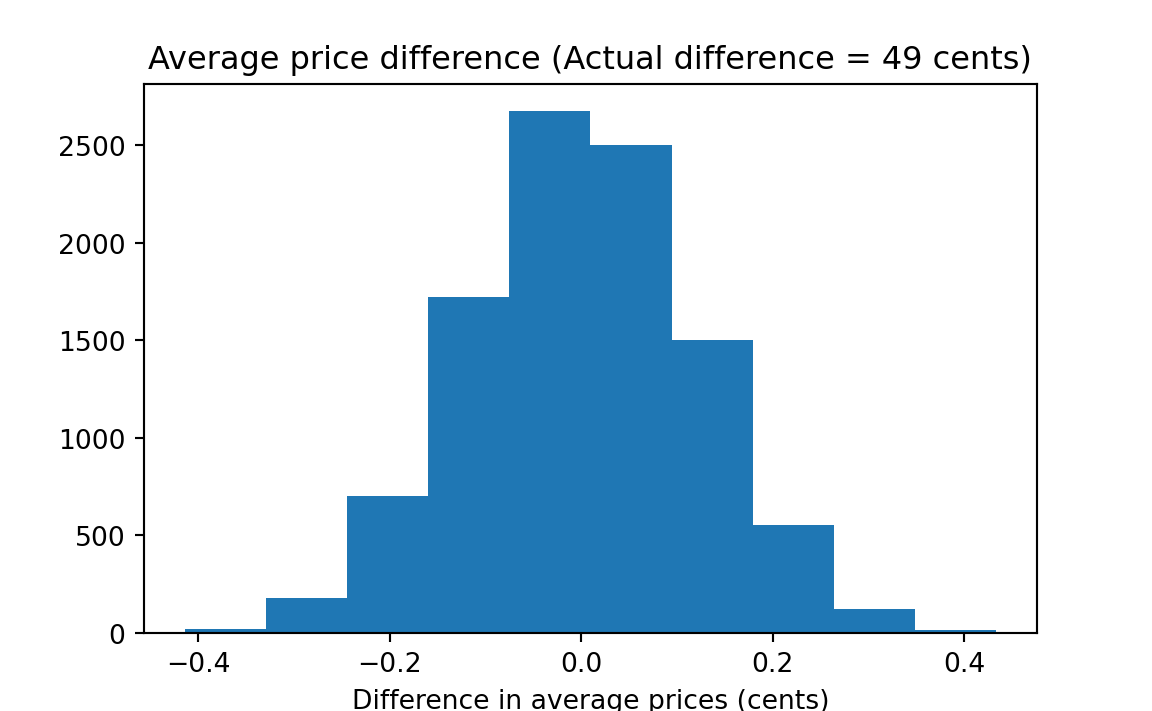 Average price difference (Actual difference = 49 cents)
2500
2000
1500
1000
500
0
−0.4 −0.2 0.0 0.2 0.4
Difference in average prices (cents)